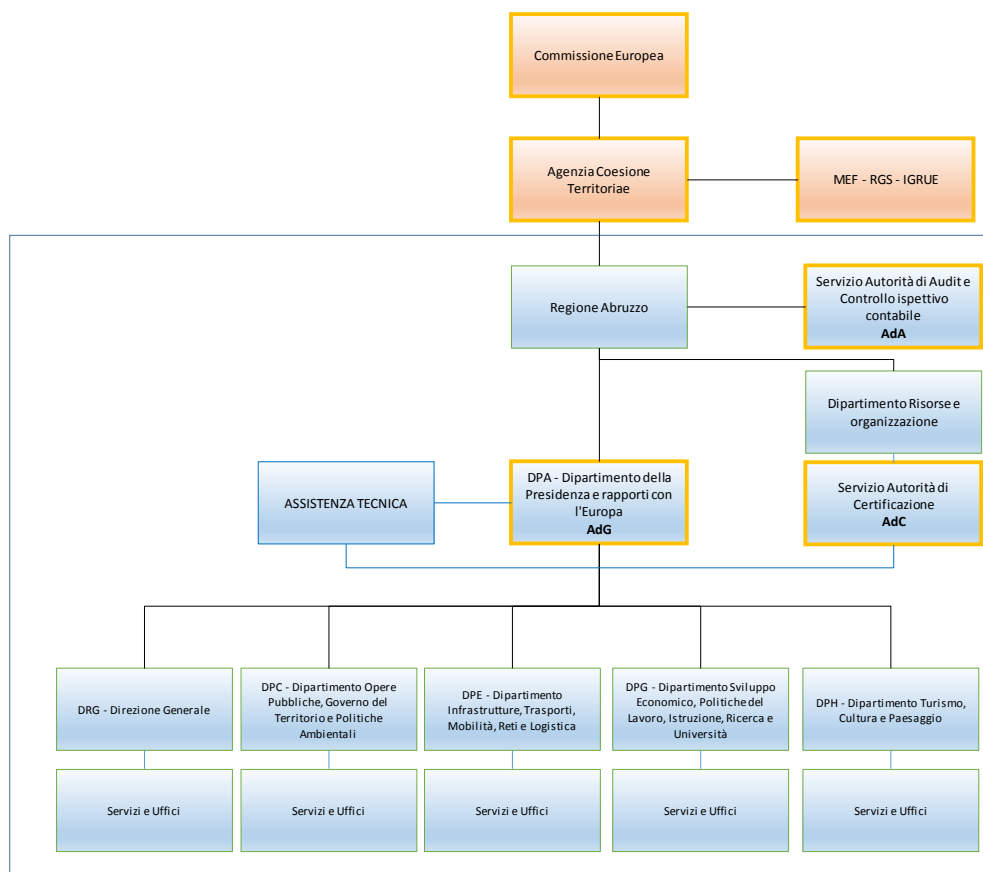 Commissione Europea
Agenzia Coesione
Territoriae
MEF - RGS - IGRUE
Regione Abruzzo
Servizio Autorità di Audit e
Controllo ispettivo
contabile
AdA
Dipartimento Risorse e
organizzazione
ASSISTENZA TECNICA
DPA - Dipartimento della
Presidenza e rapporti con
l'Europa
AdG
Servizio Autorità di
Certificazione
AdC
DRG - Direzione Generale
DPC - Dipartimento Opere
Pubbliche, Governo del
Territorio e Politiche
Ambientali
DPE - Dipartimento
Infrastrutture, Trasporti,
Mobilità, Reti e Logistica
DPG - Dipartimento Sviluppo
Economico, Politiche del
Lavoro, Istruzione, Ricerca e
Università
DPH - Dipartimento Turismo,
Cultura e Paesaggio
Servizi e Uffici
Servizi e Uffici
Servizi e Uffici
Servizi e Uffici
Servizi e Uffici